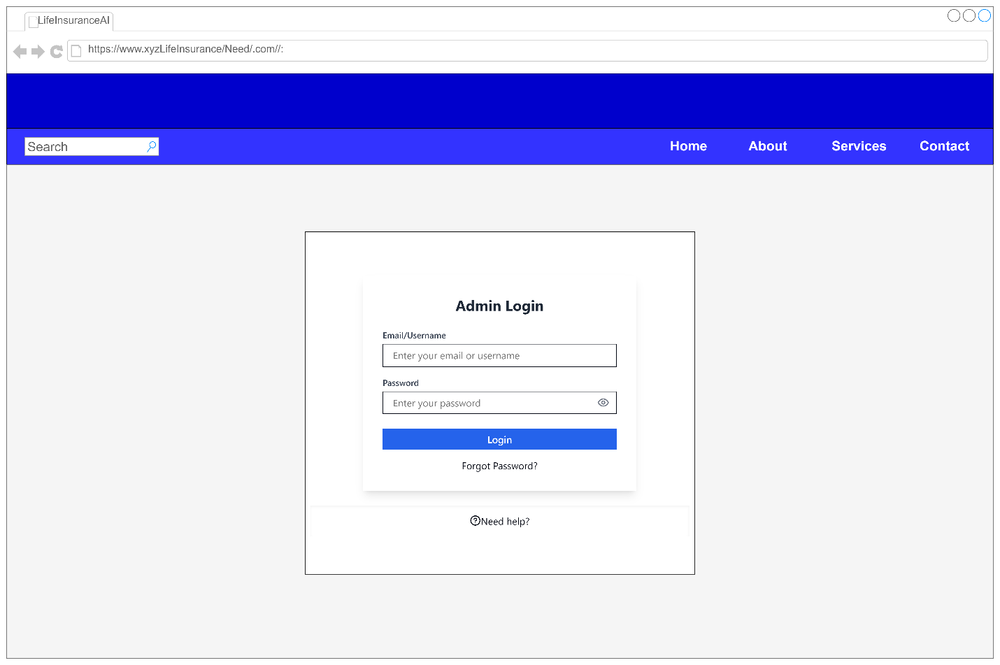 LifeInsuranceAI
https://www.xyzLifeInsurance/Need/.com//:
Search Home About Services Contact
Admin Login
Email/Username
Enter your email or username
Password
Enter your password
Login
Forgot Password?
Need help?